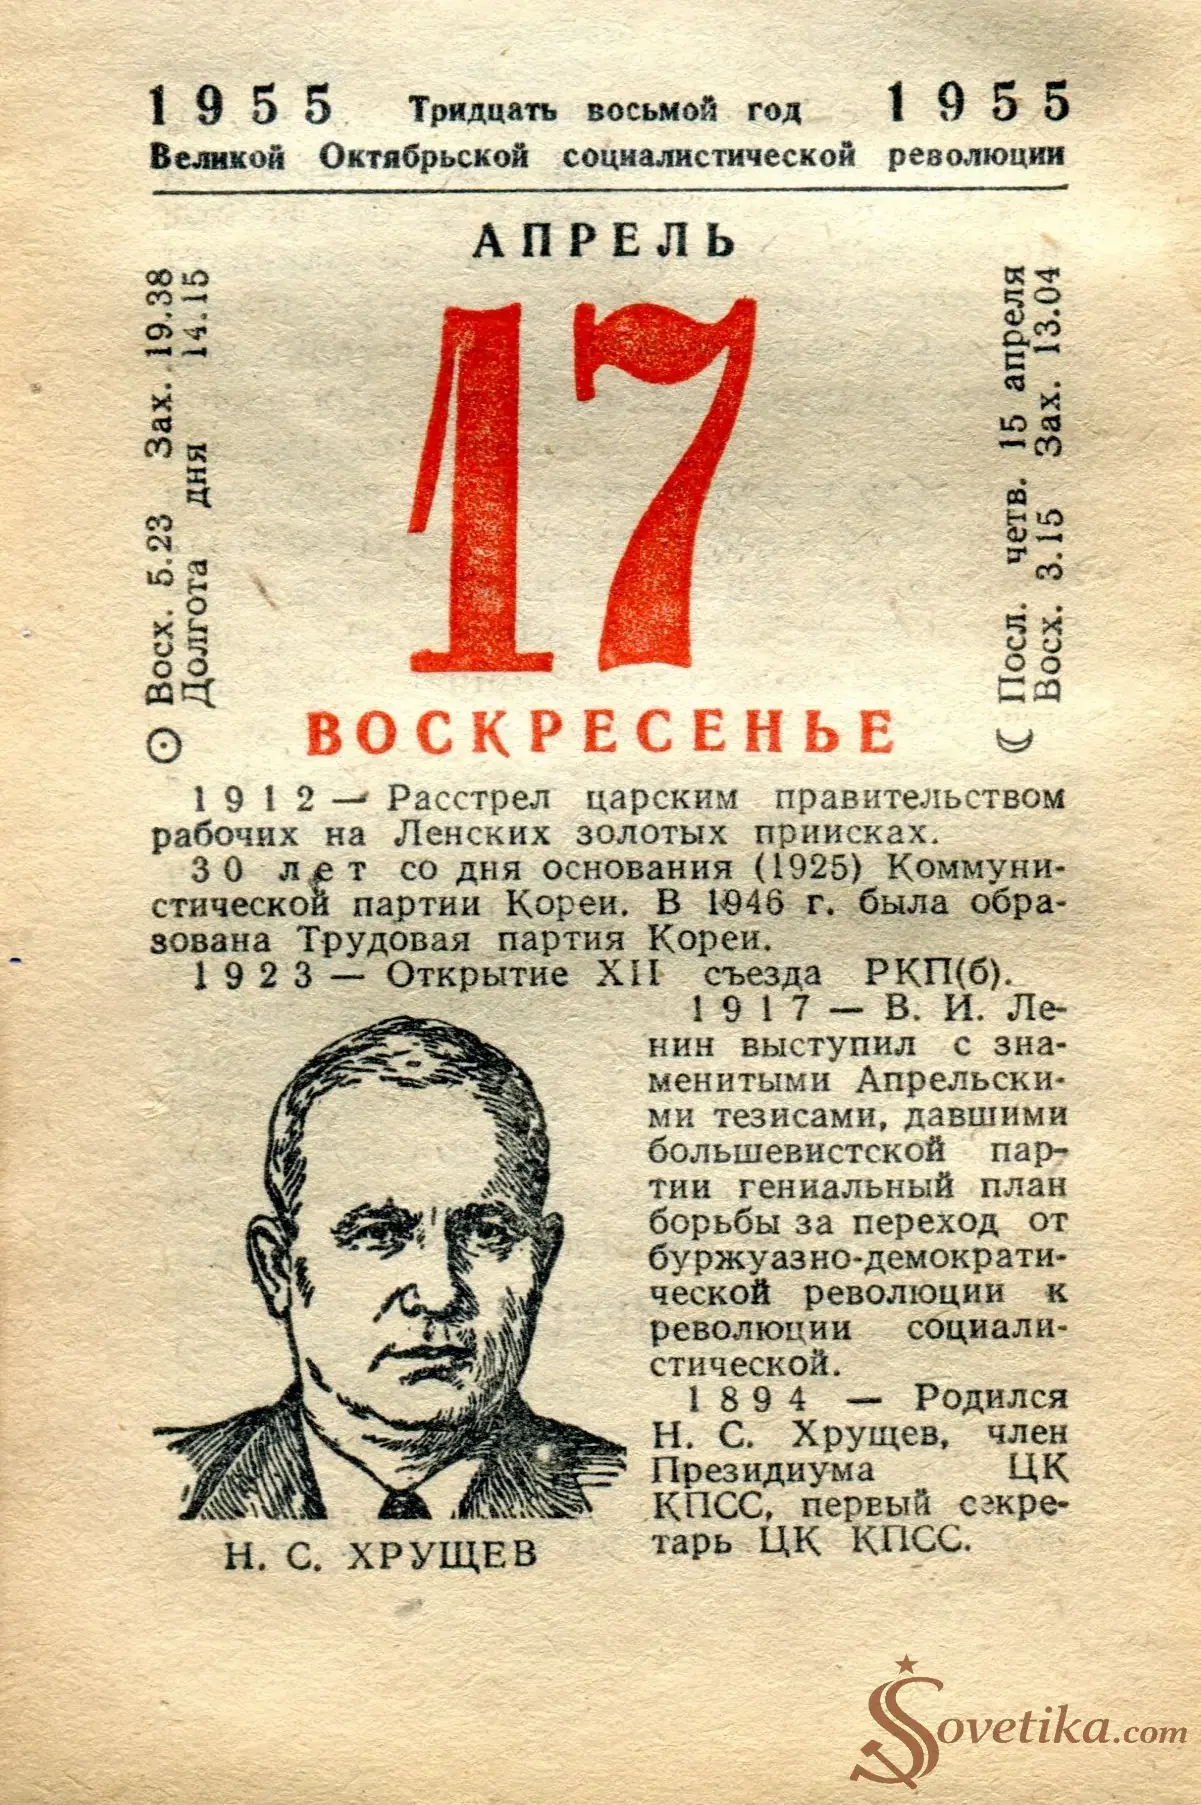 1955 Тридцать восьмой год 1955
Великой Октябрьской социалистической революции
АПРЕЛЬ
Восх. 5.23 Зах. 19.38
Долгота дня 14.15
17
Посл. четв. 15 апреля
Восх. 3.15 Зах. 13.04
ВОСКРЕСЕНЬЕ
1912 — Расстрел царским правительством
рабочих на Ленских золотых приисках.
30 лет со дня основания (1925) Коммуни-
стической партии Кореи. В 1946 г. была обра-
зована Трудовая партия Кореи.
1923 — Открытие XII съезда РКП(б).
1917 — В. И. Ле-
нин выступил с зна-
менитыми Апрельски-
ми тезисами, давшими
большевистской пар-
тии гениальный план
борьбы за переход от
буржуазно-демократи-
ческой революции к
революции социали-
стической.
1894 — Родился
Н. С. Хрущев, член
Президиума ЦК
КПСС, первый секре-
тарь ЦК КПСС.
Н. С. ХРУЩЕВ
Sovetika.com